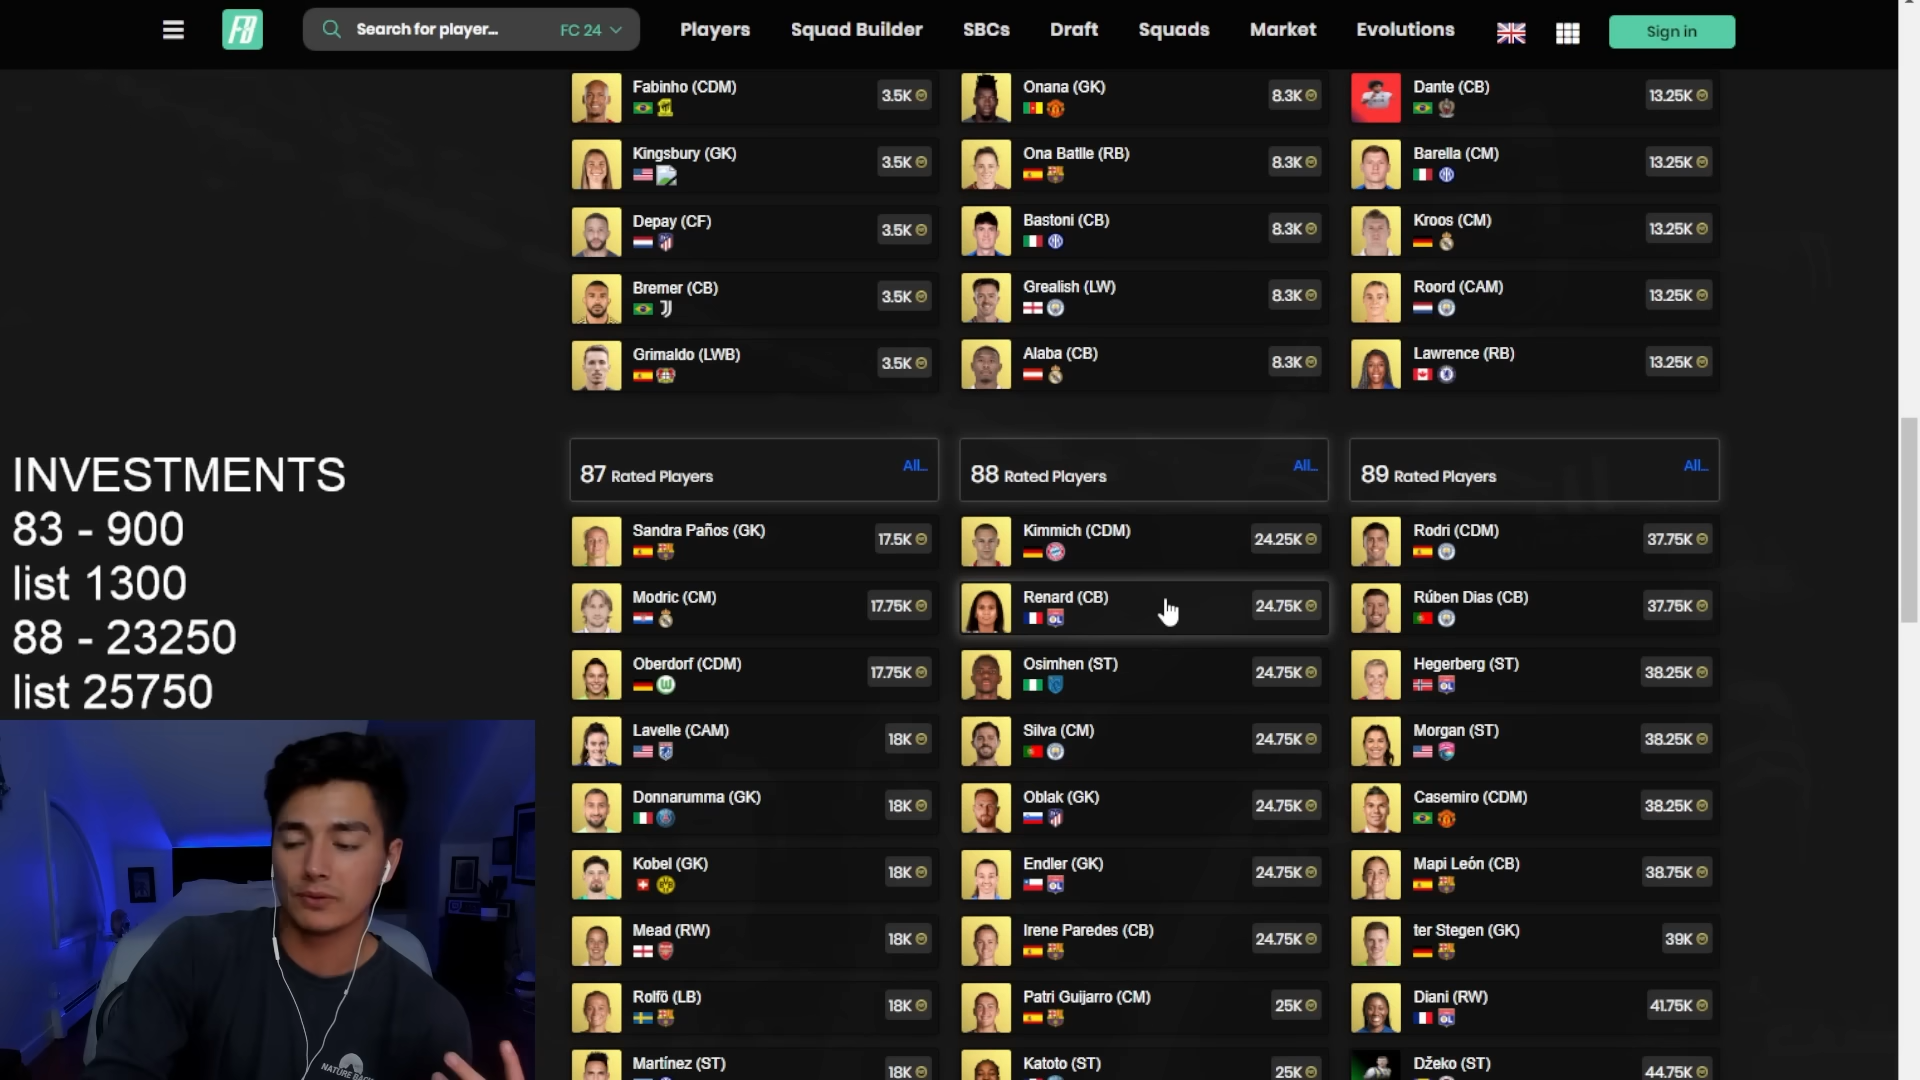 FB
Search for player...
FC 24
Players
Squad Builder
SBCs
Draft
Squads
Market
Evolutions
Sign in
Fabinho (CDM)
3.5K
Kingsbury (GK)
3.5K
Depay (CF)
3.5K
Bremer (CB)
3.5K
Grimaldo (LWB)
3.5K
Onana (GK)
8.3K
Ona Batlle (RB)
8.3K
Bastoni (CB)
8.3K
Grealish (LW)
8.3K
Alaba (CB)
8.3K
Dante (CB)
13.25K
Barella (CM)
13.25K
Kroos (CM)
13.25K
Roord (CAM)
13.25K
Lawrence (RB)
13.25K
INVESTMENTS
83 - 900
list 1300
88 - 23250
list 25750
87 Rated Players
All...
Sandra Paños (GK)
17.5K
Modric (CM)
17.75K
Oberdorf (CDM)
17.75K
Lavelle (CAM)
18K
Donnarumma (GK)
18K
Kobel (GK)
18K
Mead (RW)
18K
Rolfö (LB)
18K
Martínez (ST)
18K
88 Rated Players
All...
Kimmich (CDM)
24.25K
Renard (CB)
24.75K
Osimhen (ST)
24.75K
Silva (CM)
24.75K
Oblak (GK)
24.75K
Endler (GK)
24.75K
Irene Paredes (CB)
24.75K
Patri Guijarro (CM)
25K
Katoto (ST)
25K
89 Rated Players
All...
Rodri (CDM)
37.75K
Rúben Dias (CB)
37.75K
Hegerberg (ST)
38.25K
Morgan (ST)
38.25K
Casemiro (CDM)
38.25K
Mapi León (CB)
38.75K
ter Stegen (GK)
39K
Diani (RW)
41.75K
Džeko (ST)
44.75K